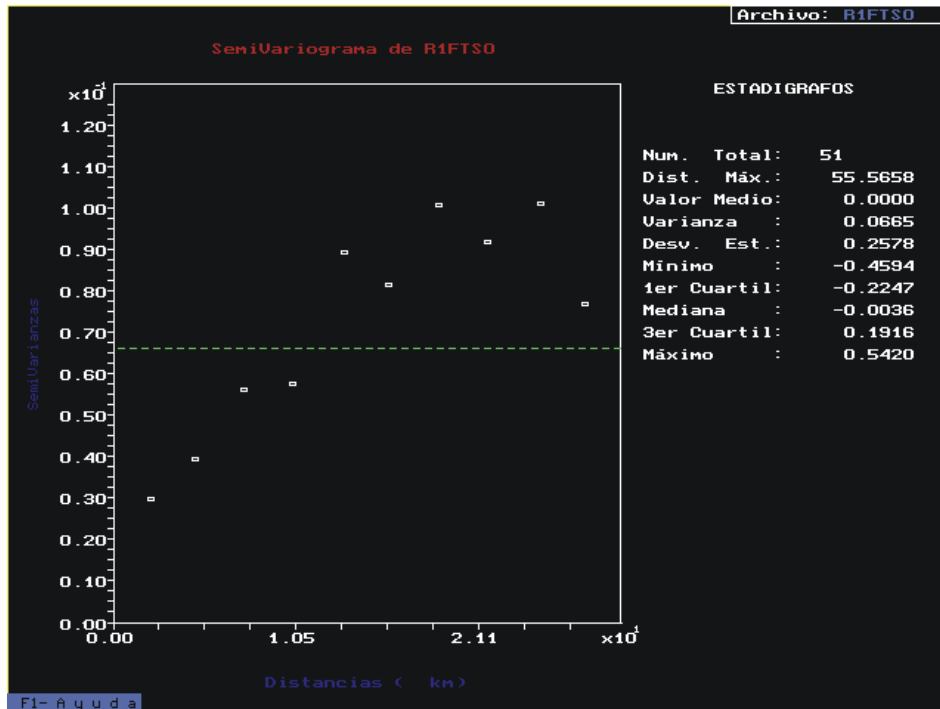 Archivo: R1FTSO
SemiVariograma de R1FTSO
x10⁻¹
1.20
1.10
1.00
0.90
0.80
0.70
0.60
0.50
0.40
0.30
0.20
0.10
0.00
SemiVarianzas
0.00 1.05 2.11 x10¹
Distancias ( km)
ESTADIGRAFOS
Num. Total: 51
Dist. Máx.: 55.5658
Valor Medio: 0.0000
Varianza : 0.0665
Desv. Est.: 0.2578
Mínimo : -0.4594
1er Cuartil: -0.2247
Mediana : -0.0036
3er Cuartil: 0.1916
Máximo : 0.5420
F1- A y u d a